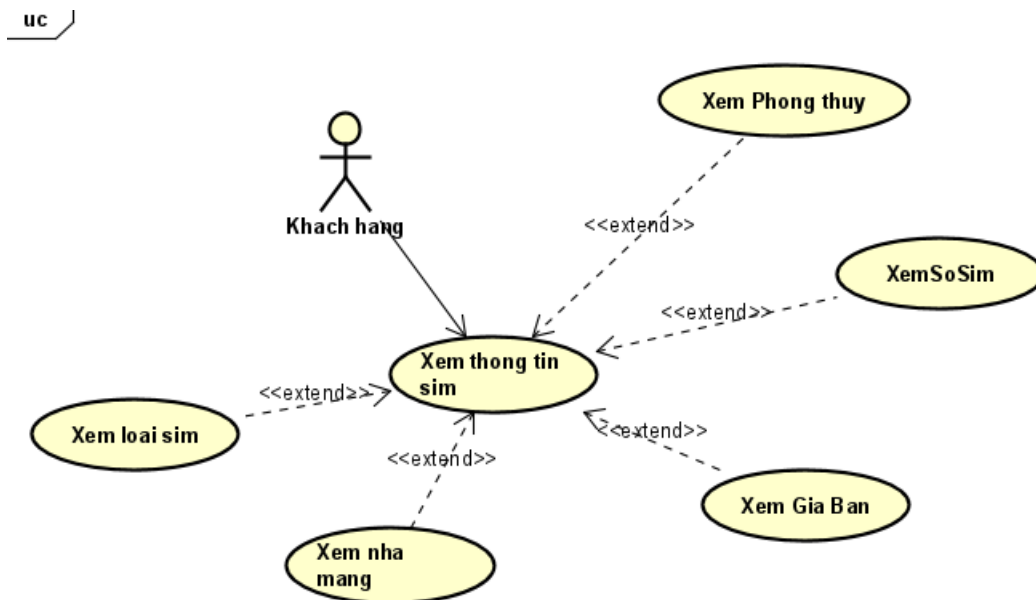 uc
Xem Phong thuy
Khach hang
<<extend>>
XemSoSim
<<extend>>
Xem thong tin
sim
<<extend>>
Xem loai sim
<<extend>>
<<extend>>
Xem Gia Ban
Xem nha
mang